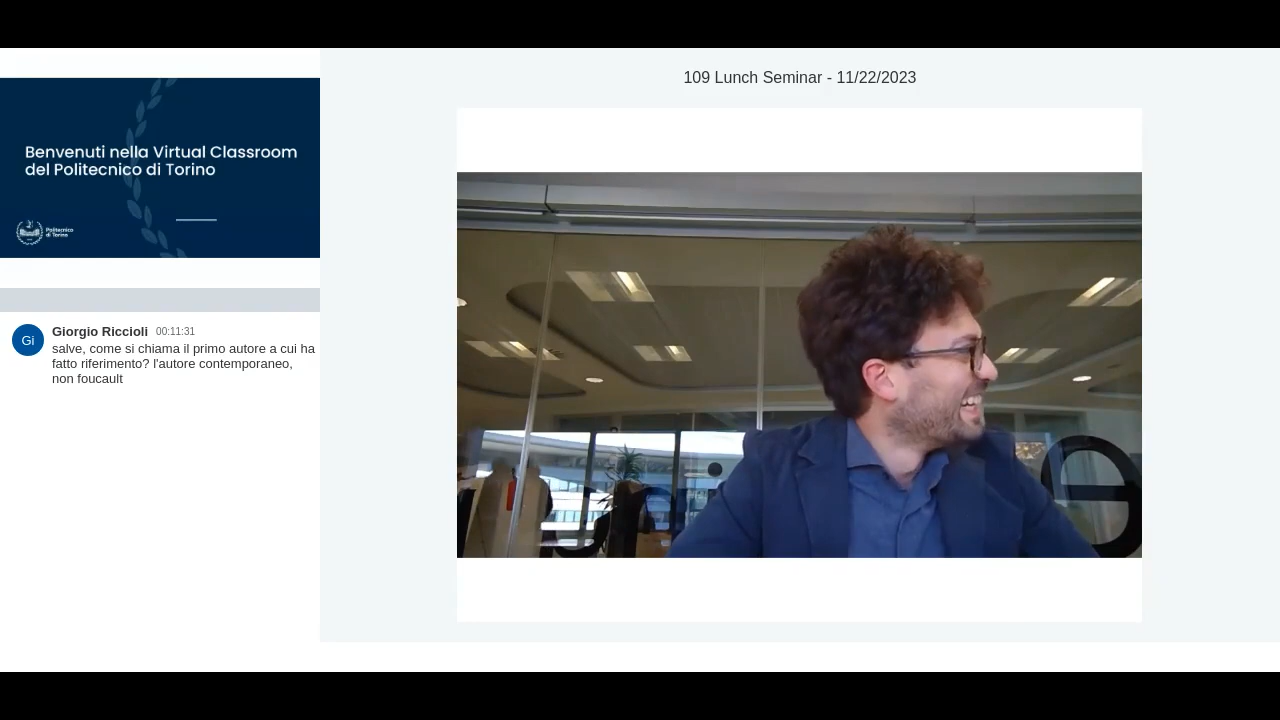 109 Lunch Seminar - 11/22/2023
Benvenuti nella Virtual Classroom
del Politecnico di Torino
Politecnico
di Torino
Gi
Giorgio Riccioli 00:11:31
salve, come si chiama il primo autore a cui ha
fatto riferimento? l'autore contemporaneo,
non foucault
e